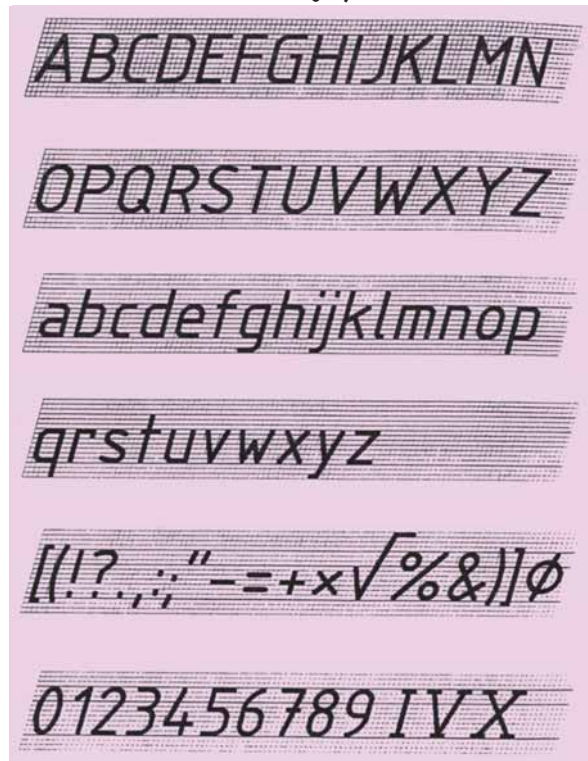 ABCDEFGHIJKLMN
OPQRSTUVWXYZ
abcdefghijklmnop
qrstuvwxyz
[(!?.,:;"-=+×√%&)]ø
0123456789 IVX